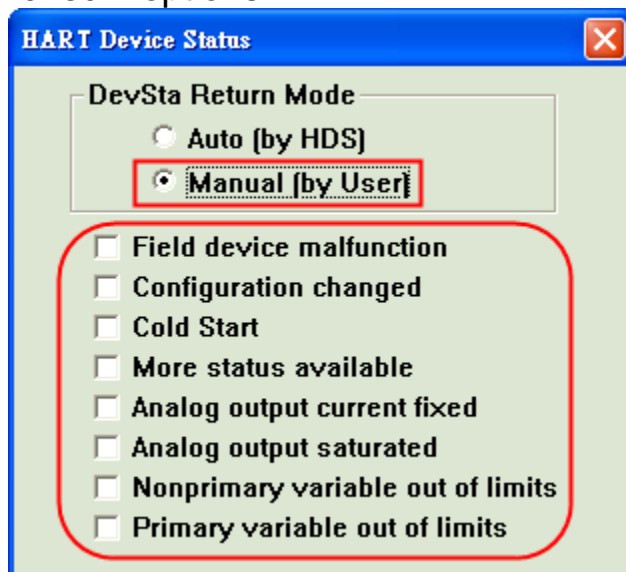 HART Device Status
DevSta Return Mode
Auto (by HDS)
Manual (by User)
Field device malfunction
Configuration changed
Cold Start
More status available
Analog output current fixed
Analog output saturated
Nonprimary variable out of limits
Primary variable out of limits